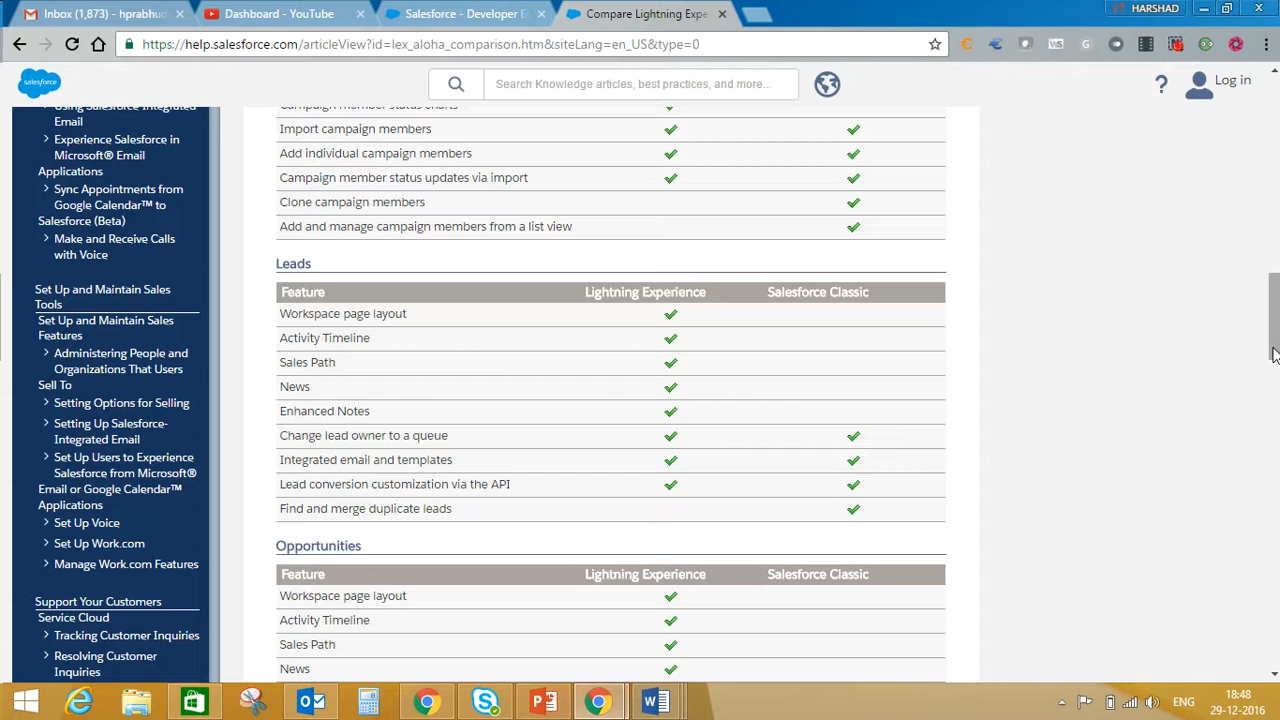 Inbox (1,873) - hprabhuc
Dashboard - YouTube
Salesforce - Developer E
Compare Lightning Expe
HARSHAD
https://help.salesforce.com/articleView?id=lex_aloha_comparison.htm&siteLang=en_US&type=0
salesforce
Search Knowledge articles, best practices, and more...
Log in
Using Salesforce Integrated
Email
Experience Salesforce in
Microsoft® Email
Applications
Sync Appointments from
Google Calendar™ to
Salesforce (Beta)
Make and Receive Calls
with Voice
Set Up and Maintain Sales
Tools
Set Up and Maintain Sales
Features
Administering People and
Organizations That Users
Sell To
Setting Options for Selling
Setting Up Salesforce-
Integrated Email
Set Up Users to Experience
Salesforce from Microsoft®
Email or Google Calendar™
Applications
Set Up Voice
Set Up Work.com
Manage Work.com Features
Support Your Customers
Service Cloud
Tracking Customer Inquiries
Resolving Customer
Inquiries
Campaign member status charts
Import campaign members
Add individual campaign members
Campaign member status updates via import
Clone campaign members
Add and manage campaign members from a list view
Leads
Feature Lightning Experience Salesforce Classic
Workspace page layout
Activity Timeline
Sales Path
News
Enhanced Notes
Change lead owner to a queue
Integrated email and templates
Lead conversion customization via the API
Find and merge duplicate leads
Opportunities
Feature Lightning Experience Salesforce Classic
Workspace page layout
Activity Timeline
Sales Path
News
ENG
18:48
29-12-2016